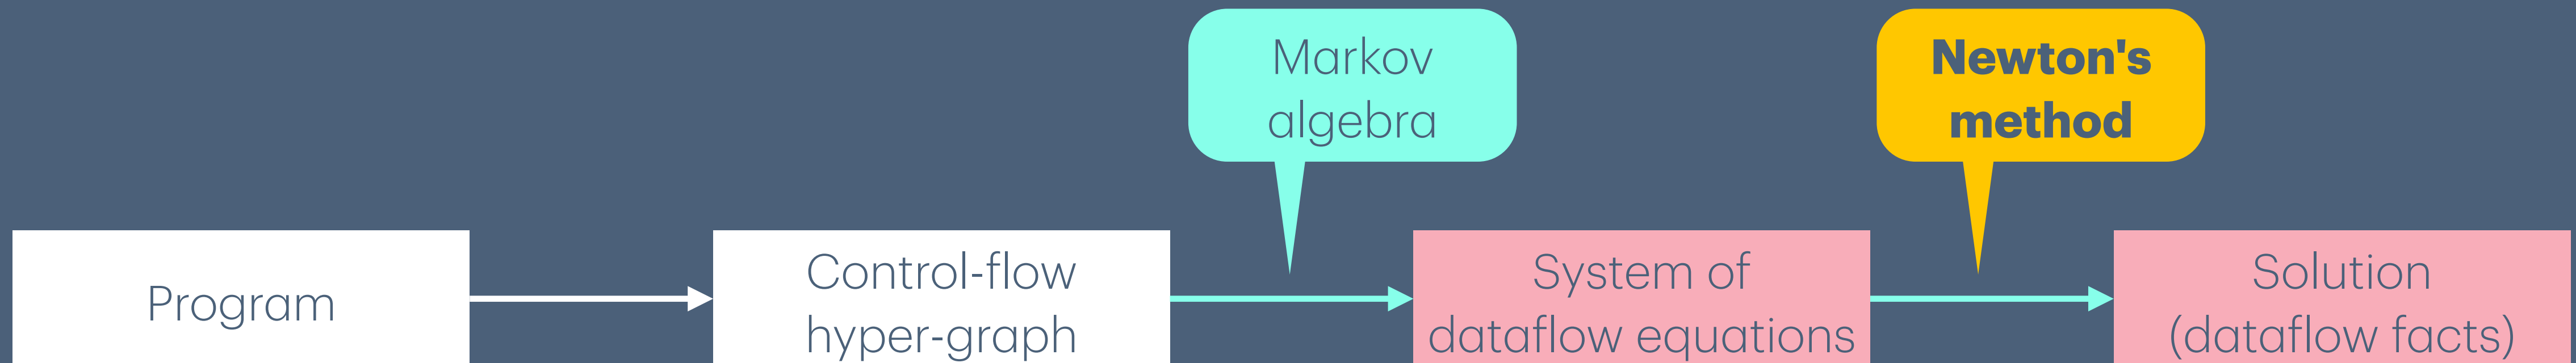 Markov
algebra
Newton's
method
Program
Control-flow
hyper-graph
System of
dataflow equations
Solution
(dataflow facts)